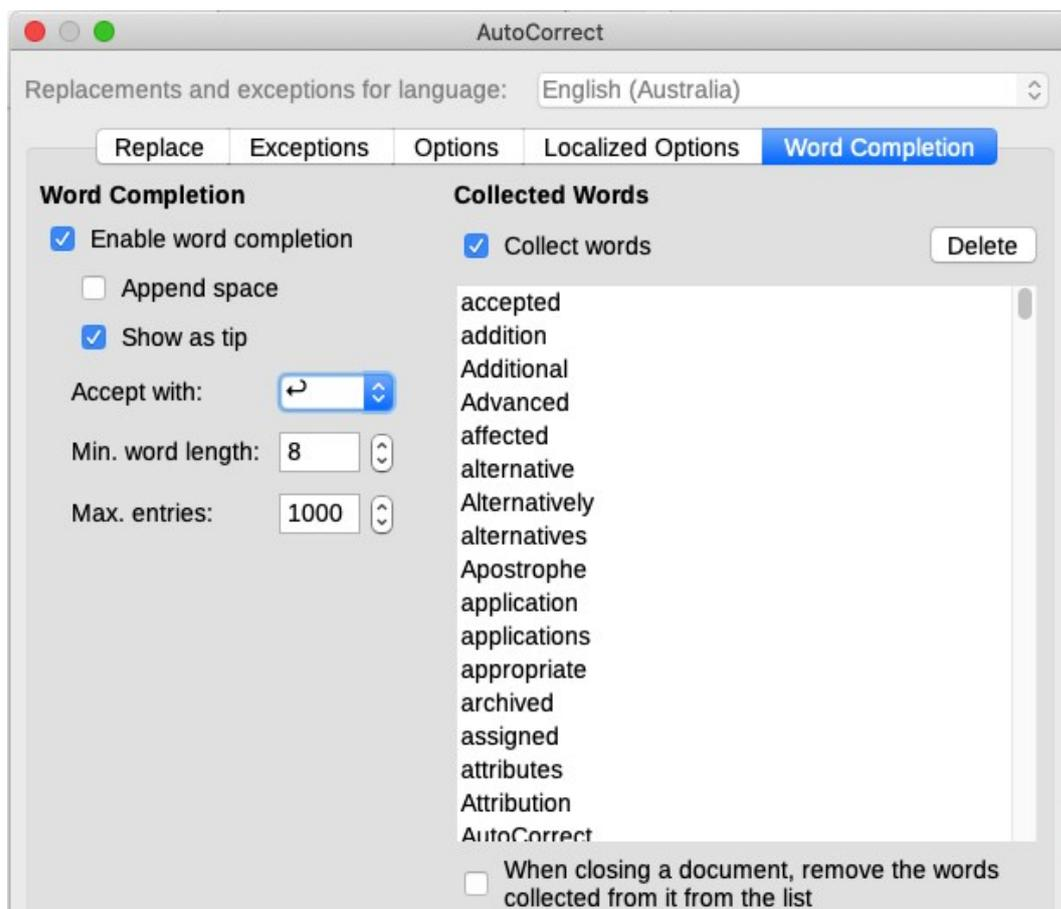 AutoCorrect
Replacements and exceptions for language: English (Australia)
Replace Exceptions Options Localized Options Word Completion
Word Completion
Enable word completion
Append space
Show as tip
Accept with: ↩
Min. word length: 8
Max. entries: 1000
Collected Words
Collect words Delete
accepted
addition
Additional
Advanced
affected
alternative
Alternatively
alternatives
Apostrophe
application
applications
appropriate
archived
assigned
attributes
Attribution
AutoCorrect
When closing a document, remove the words
collected from it from the list